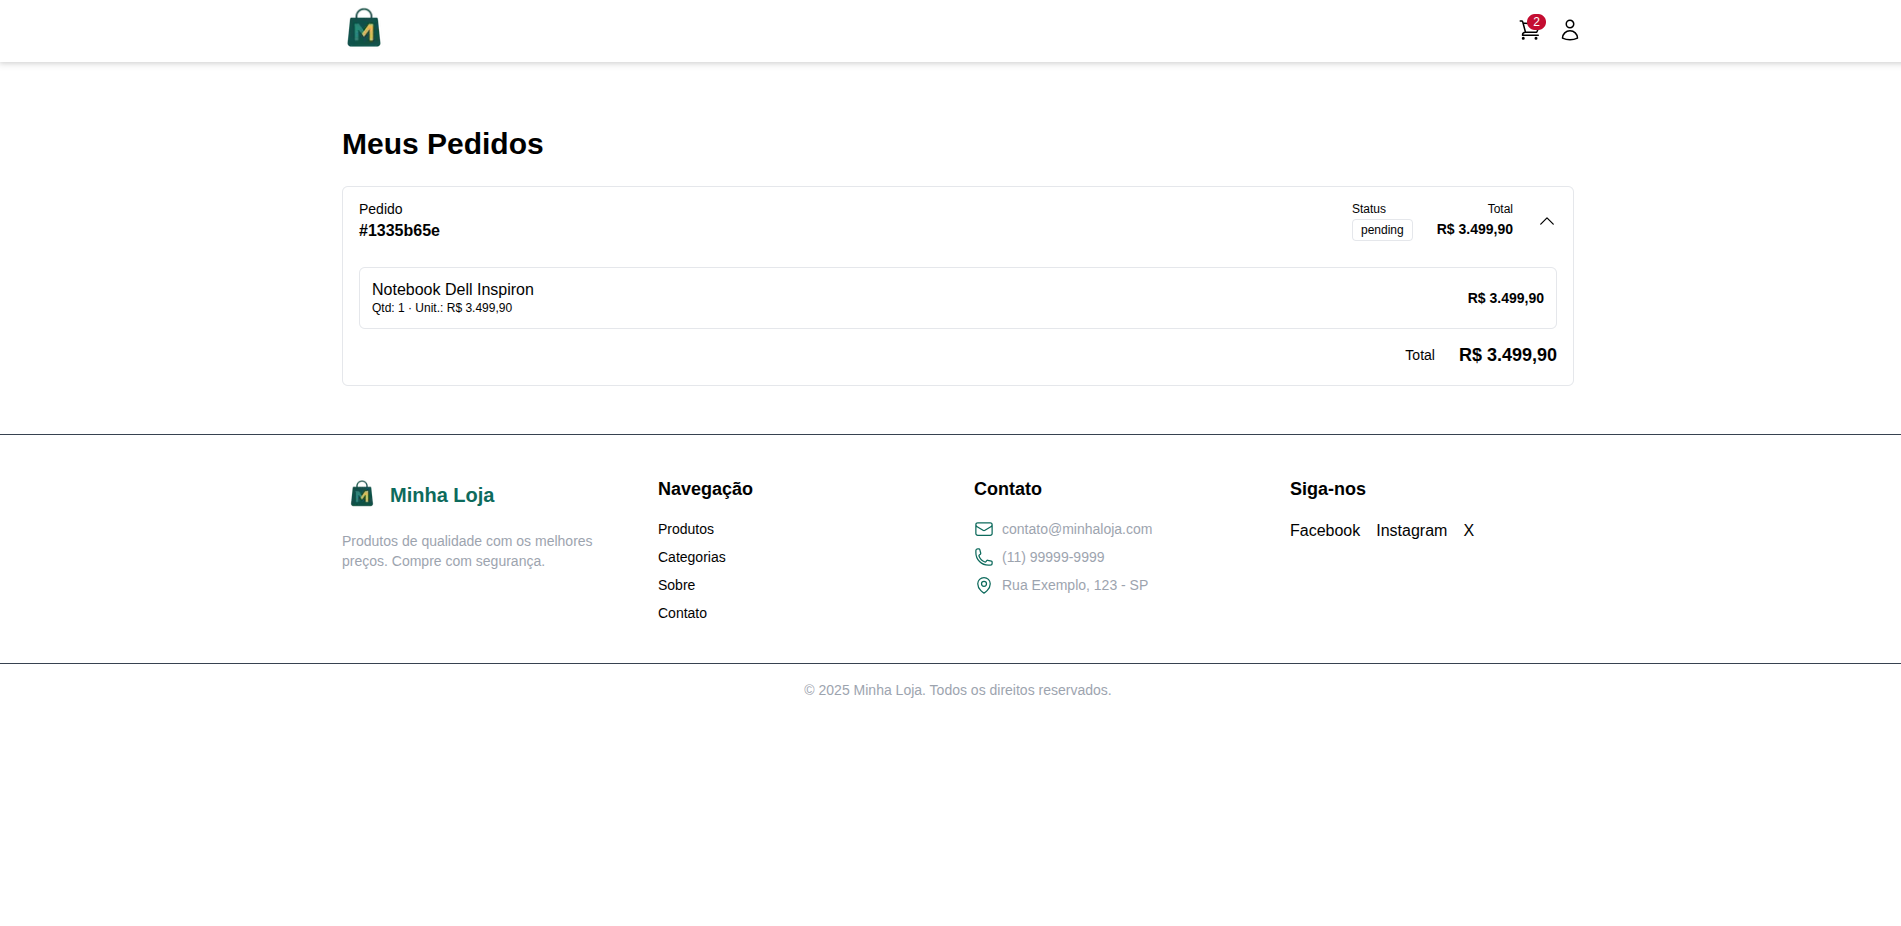 M
2
Meus Pedidos
Pedido
#1335b65e
Status
pending
Total
R$ 3.499,90
Notebook Dell Inspiron
Qtd: 1 · Unit.: R$ 3.499,90
R$ 3.499,90
Total R$ 3.499,90
M
Minha Loja
Produtos de qualidade com os melhores
preços. Compre com segurança.
Navegação
Produtos
Categorias
Sobre
Contato
Contato
contato@minhaloja.com
(11) 99999-9999
Rua Exemplo, 123 - SP
Siga-nos
Facebook Instagram X
© 2025 Minha Loja. Todos os direitos reservados.